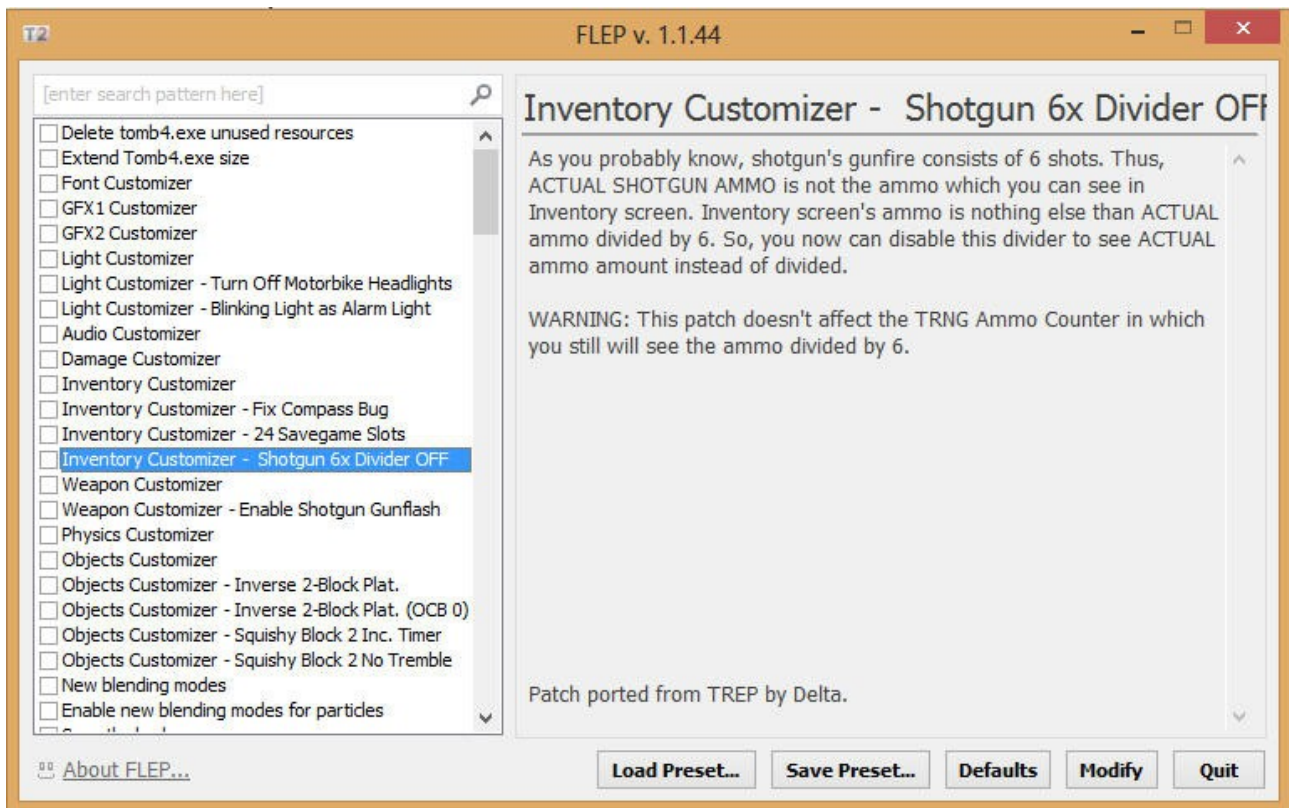 T2
FLEP v. 1.1.44
[enter search pattern here]
Delete tomb4.exe unused resources
Extend Tomb4.exe size
Font Customizer
GFX1 Customizer
GFX2 Customizer
Light Customizer
Light Customizer - Turn Off Motorbike Headlights
Light Customizer - Blinking Light as Alarm Light
Audio Customizer
Damage Customizer
Inventory Customizer
Inventory Customizer - Fix Compass Bug
Inventory Customizer - 24 Savegame Slots
Inventory Customizer -  Shotgun 6x Divider OFF
Weapon Customizer
Weapon Customizer - Enable Shotgun Gunflash
Physics Customizer
Objects Customizer
Objects Customizer - Inverse 2-Block Plat.
Objects Customizer - Inverse 2-Block Plat. (OCB 0)
Objects Customizer - Squishy Block 2 Inc. Timer
Objects Customizer - Squishy Block 2 No Tremble
New blending modes
Enable new blending modes for particles
Inventory Customizer -  Shotgun 6x Divider OFF
As you probably know, shotgun's gunfire consists of 6 shots. Thus,
ACTUAL SHOTGUN AMMO is not the ammo which you can see in
Inventory screen. Inventory screen's ammo is nothing else than ACTUAL
ammo divided by 6. So, you now can disable this divider to see ACTUAL
ammo amount instead of divided.
WARNING: This patch doesn't affect the TRNG Ammo Counter in which
you still will see the ammo divided by 6.
Patch ported from TREP by Delta.
About FLEP...
Load Preset...
Save Preset...
Defaults
Modify
Quit